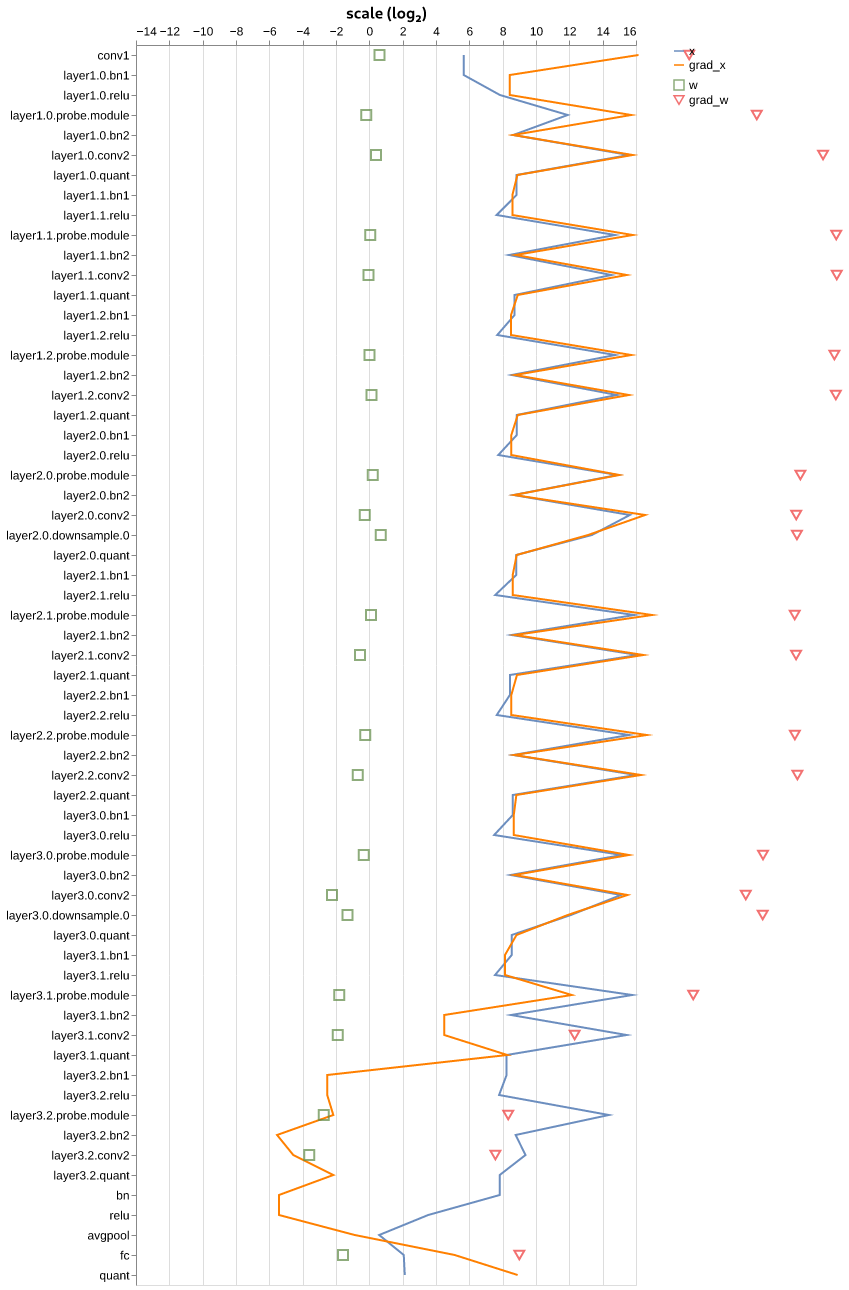 scale (log₂)
−14 −12 −10 −8 −6 −4 −2 0 2 4 6 8 10 12 14 16
conv1
layer1.0.bn1
layer1.0.relu
layer1.0.probe.module
layer1.0.bn2
layer1.0.conv2
layer1.0.quant
layer1.1.bn1
layer1.1.relu
layer1.1.probe.module
layer1.1.bn2
layer1.1.conv2
layer1.1.quant
layer1.2.bn1
layer1.2.relu
layer1.2.probe.module
layer1.2.bn2
layer1.2.conv2
layer1.2.quant
layer2.0.bn1
layer2.0.relu
layer2.0.probe.module
layer2.0.bn2
layer2.0.conv2
layer2.0.downsample.0
layer2.0.quant
layer2.1.bn1
layer2.1.relu
layer2.1.probe.module
layer2.1.bn2
layer2.1.conv2
layer2.1.quant
layer2.2.bn1
layer2.2.relu
layer2.2.probe.module
layer2.2.bn2
layer2.2.conv2
layer2.2.quant
layer3.0.bn1
layer3.0.relu
layer3.0.probe.module
layer3.0.bn2
layer3.0.conv2
layer3.0.downsample.0
layer3.0.quant
layer3.1.bn1
layer3.1.relu
layer3.1.probe.module
layer3.1.bn2
layer3.1.conv2
layer3.1.quant
layer3.2.bn1
layer3.2.relu
layer3.2.probe.module
layer3.2.bn2
layer3.2.conv2
layer3.2.quant
bn
relu
avgpool
fc
quant
x
grad_x
w
grad_w